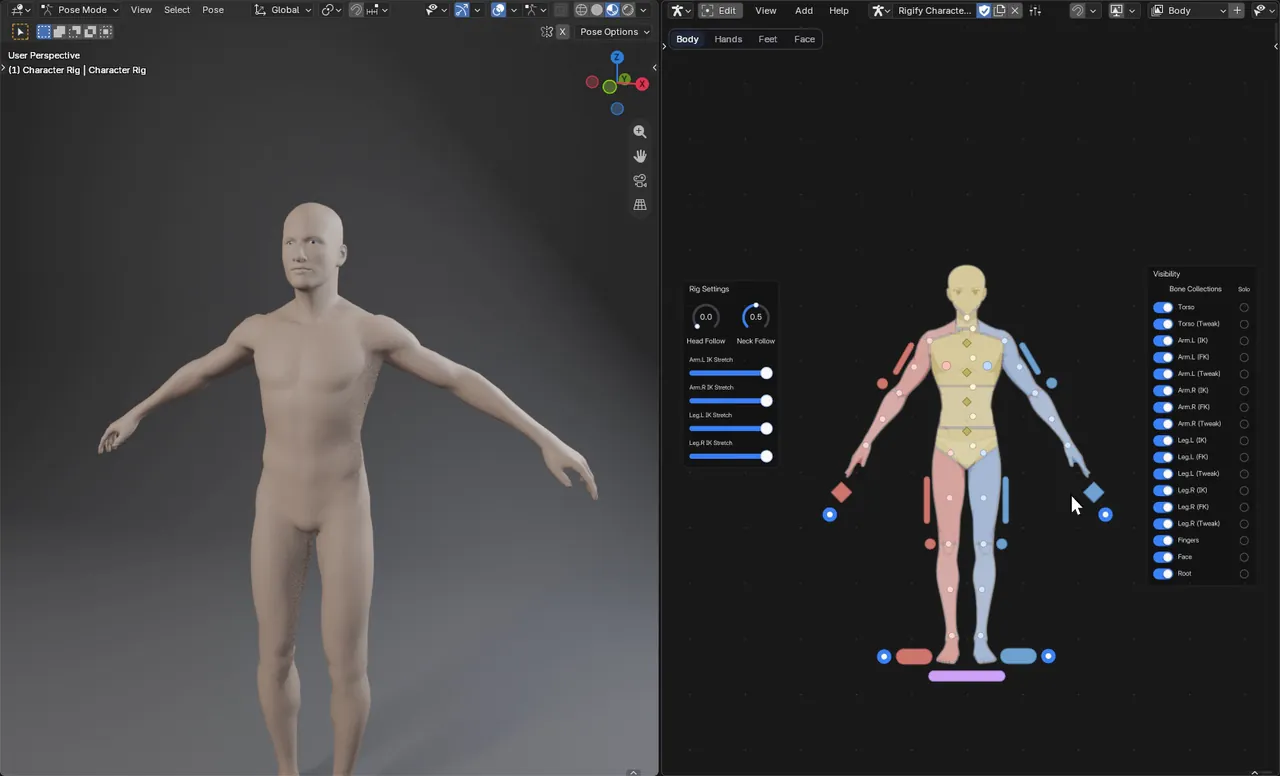 Pose Mode View Select Pose Global
Pose Options
User Perspective
(1) Character Rig | Character Rig
Z
Y
X
X
Edit View Add Help Rigify Characte... Body
Body Hands Feet Face
Rig Settings
0.0 0.5
Head Follow Neck Follow
Arm.L IK Stretch
Arm.R IK Stretch
Leg.L IK Stretch
Leg.R IK Stretch
Visibility
Bone Collections Solo
Torso
Torso (Tweak)
Arm.L (IK)
Arm.L (FK)
Arm.L (Tweak)
Arm.R (IK)
Arm.R (FK)
Arm.R (Tweak)
Leg.L (IK)
Leg.L (FK)
Leg.L (Tweak)
Leg.R (IK)
Leg.R (FK)
Leg.R (Tweak)
Fingers
Face
Root